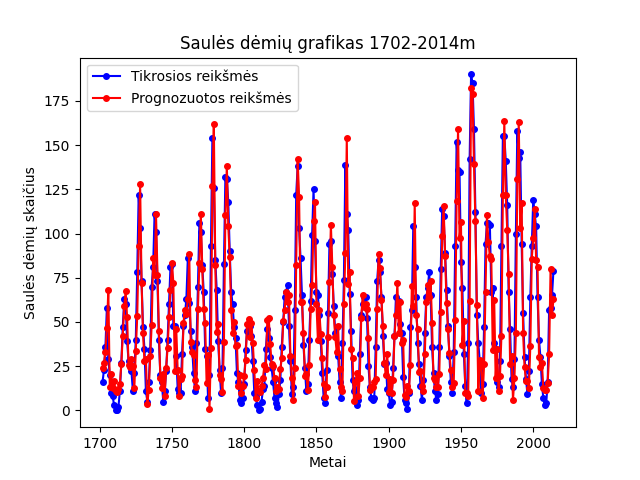 Saulės dėmių grafikas 1702-2014m
Tikrosios reikšmės
Prognozuotos reikšmės
Saulės dėmių skaičius
175
150
125
100
75
50
25
0
1700 1750 1800 1850 1900 1950 2000
Metai